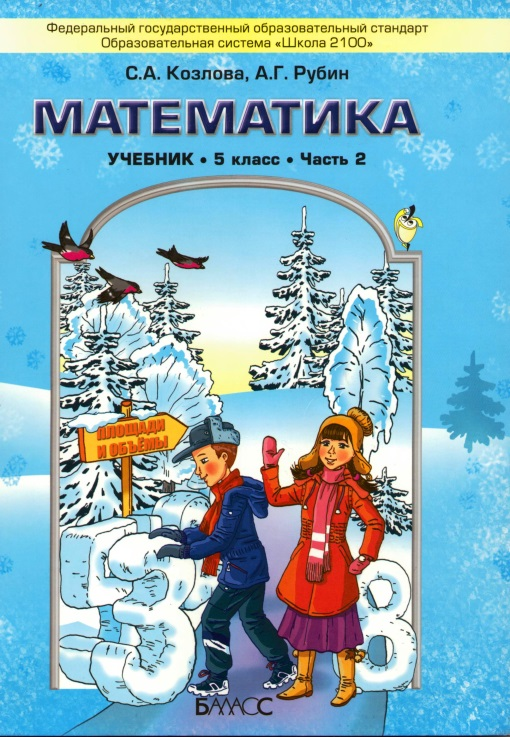 Федеральный государственный образовательный стандарт
Образовательная система «Школа 2100»
С.А. Козлова, А.Г. Рубин
МАТЕМАТИКА
УЧЕБНИК • 5 класс • Часть 2
ПЛОЩАДИ
И ОБЪЁМЫ
БАЛАСС